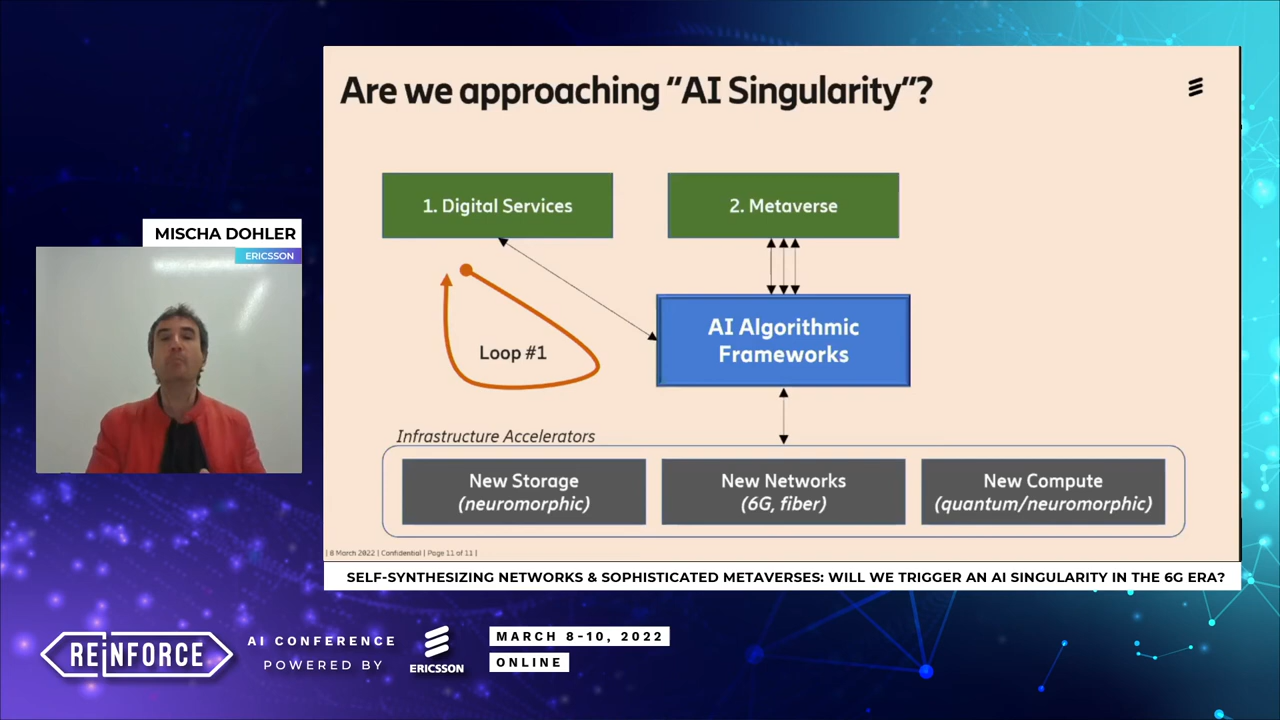 Are we approaching "AI Singularity"?
1. Digital Services
2. Metaverse
AI Algorithmic
Frameworks
Loop #1
Infrastructure Accelerators
New Storage
(neuromorphic)
New Networks
(6G, fiber)
New Compute
(quantum/neuromorphic)
| 8 March 2022 | Confidential | Page 11 of 11 |
MISCHA DOHLER
ERICSSON
SELF-SYNTHESIZING NETWORKS & SOPHISTICATED METAVERSES: WILL WE TRIGGER AN AI SINGULARITY IN THE 6G ERA?
REiNFORCE
AI CONFERENCE
POWERED BY
ERICSSON
MARCH 8-10, 2022
ONLINE